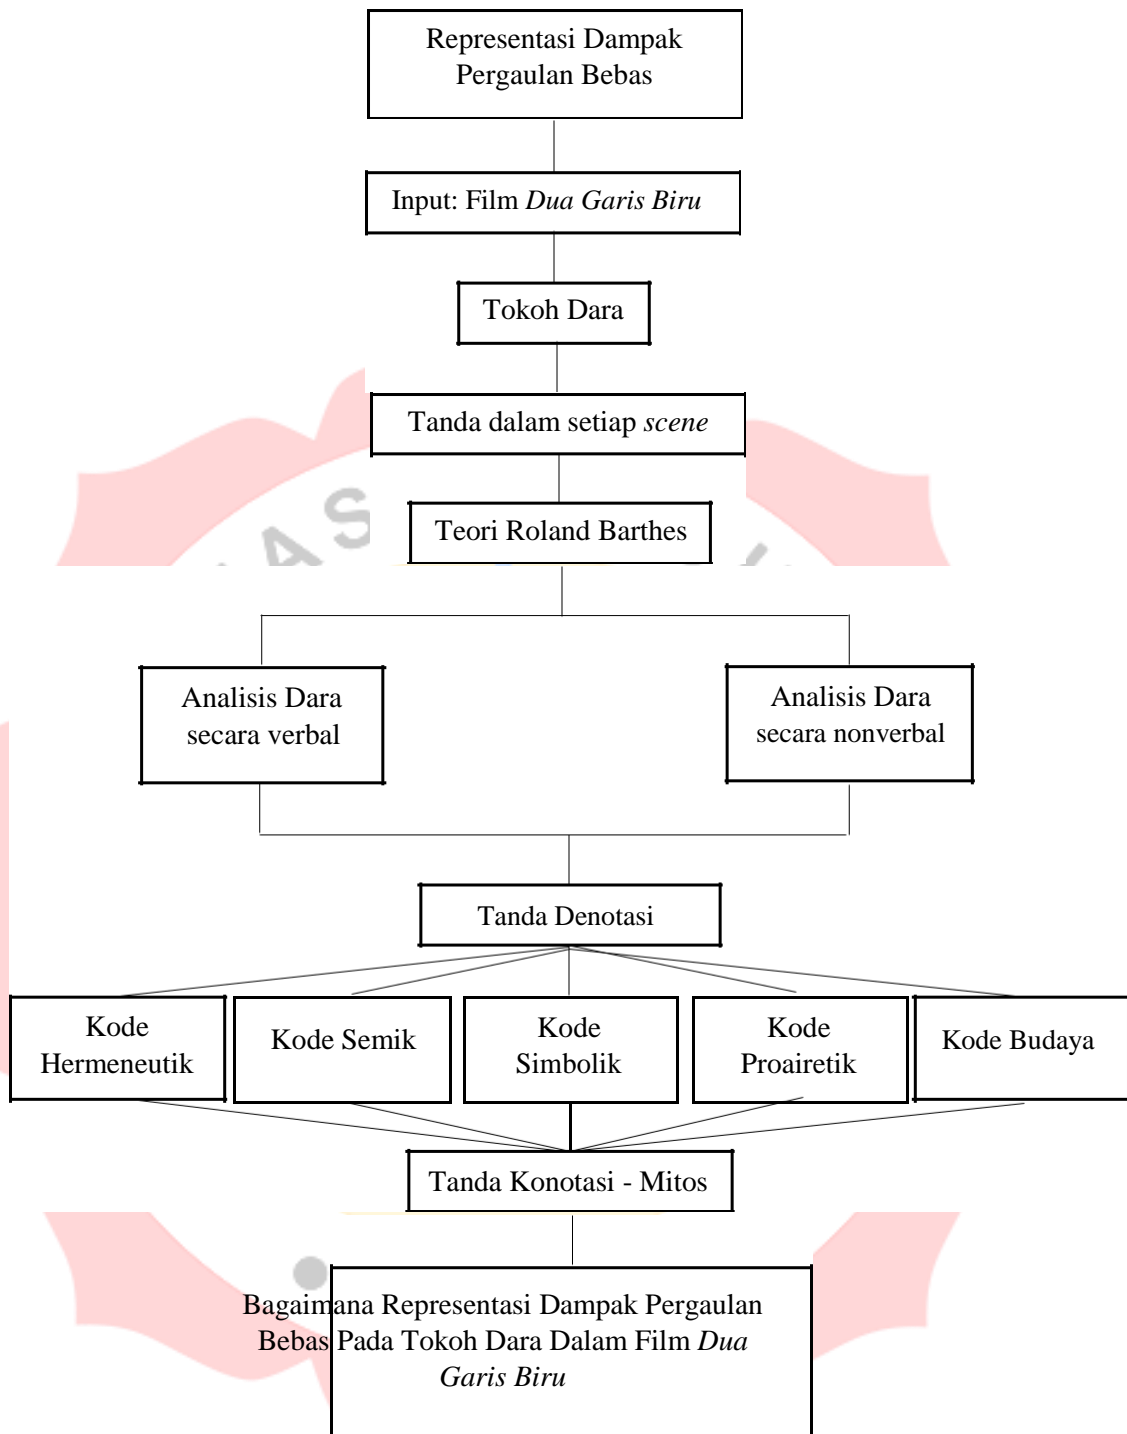 Representasi Dampak
Pergaulan Bebas
Input: Film Dua Garis Biru
Tokoh Dara
Tanda dalam setiap scene
AS
Teori Roland Barthes
Analisis Dara
secara verbal
Analisis Dara
secara nonverbal
Tanda Denotasi
Kode
Hermeneutik
Kode Semik
Kode
Simbolik
Kode
Proairetik
Kode Budaya
Tanda Konotasi - Mitos
Bagaimana Representasi Dampak Pergaulan
Bebas Pada Tokoh Dara Dalam Film Dua
Garis Biru